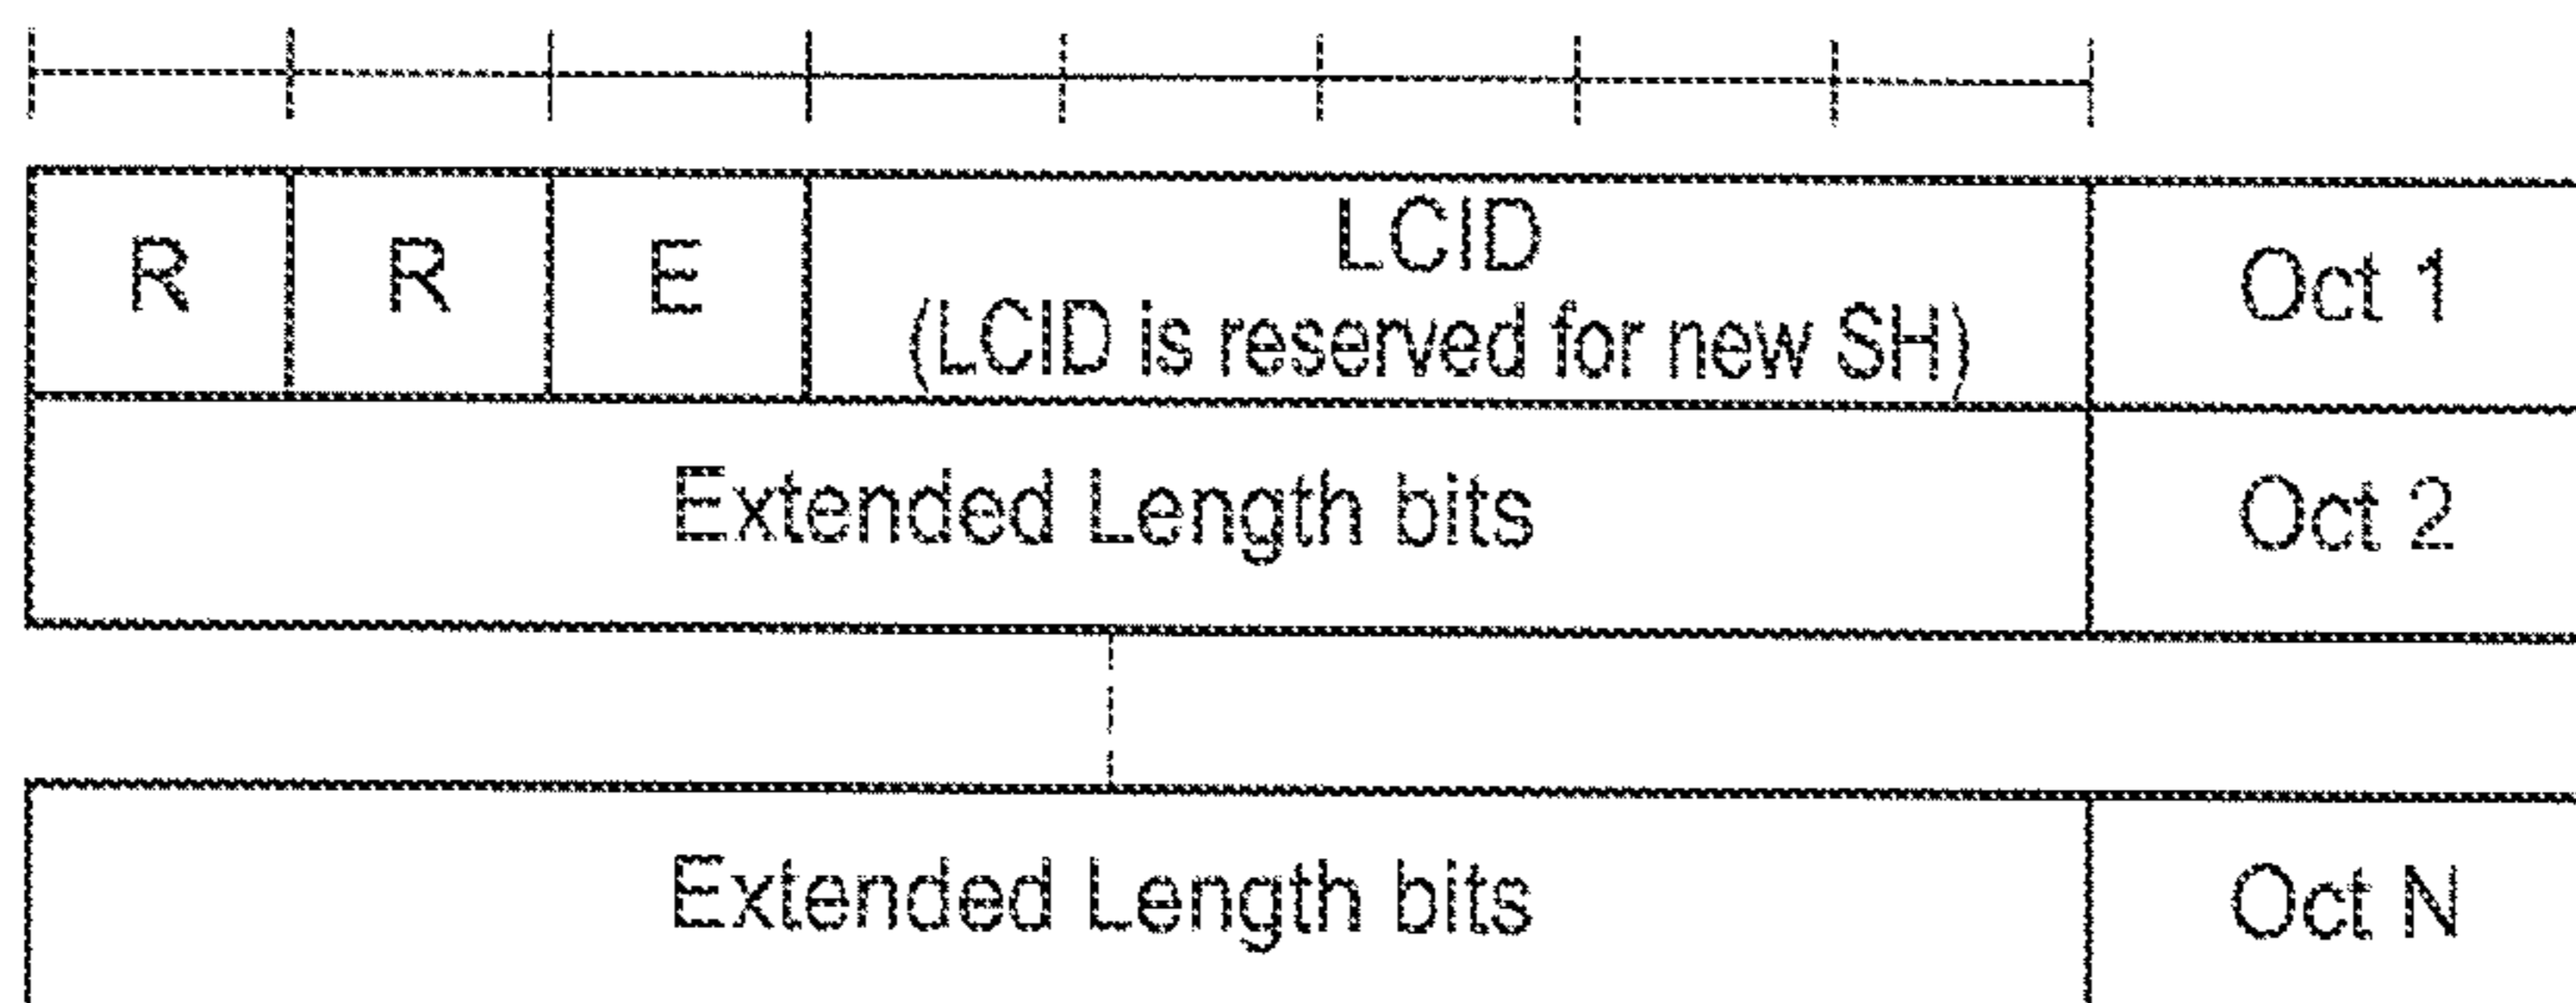 R R E LCID Oct 1
(LCID is reserved for new SH)
Extended Length bits Oct 2
Extended Length bits Oct N